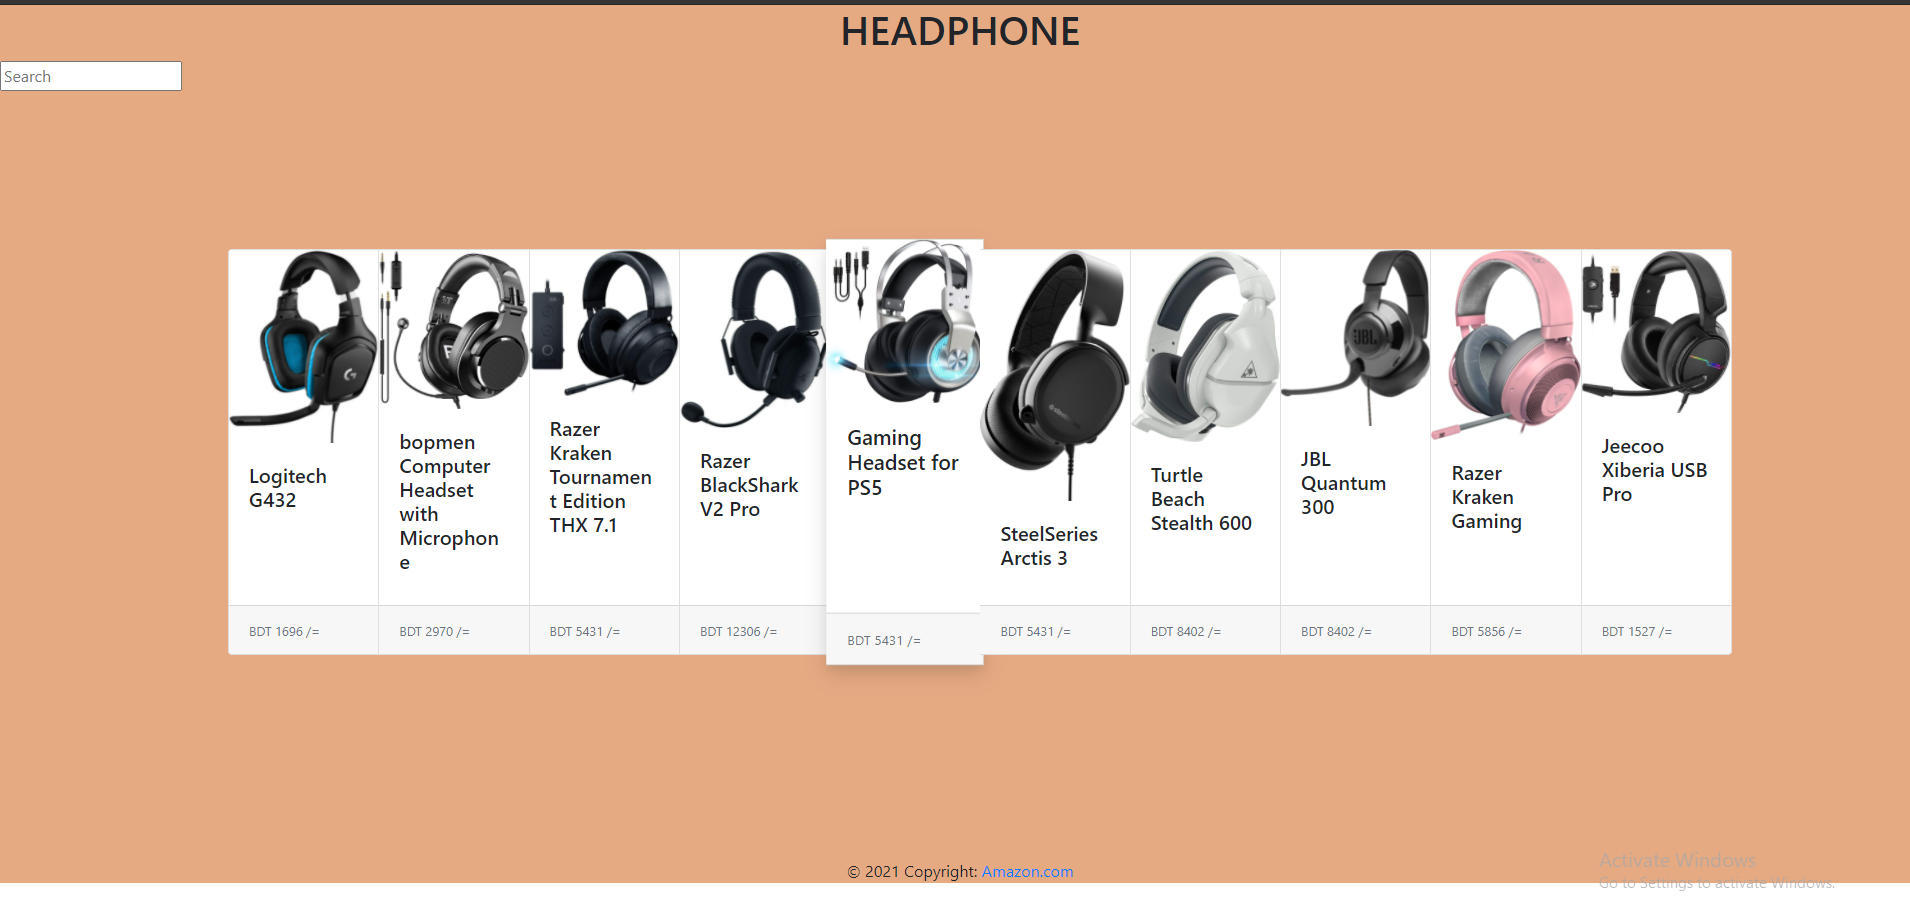 HEADPHONE
Search
Logitech
G432
BDT 1696 /=
bopmen
Computer
Headset
with
Microphon
e
BDT 2970 /=
Razer
Kraken
Tournamen
t Edition
THX 7.1
BDT 5431 /=
Razer
BlackShark
V2 Pro
BDT 12306 /=
Gaming
Headset for
PS5
BDT 5431 /=
SteelSeries
Arctis 3
BDT 5431 /=
Turtle
Beach
Stealth 600
BDT 8402 /=
JBL
JBL
Quantum
300
BDT 8402 /=
Razer
Kraken
Gaming
BDT 5856 /=
Jeecoo
Xiberia USB
Pro
BDT 1527 /=
© 2021 Copyright: Amazon.com
Activate Windows
Go to Settings to activate Windows.